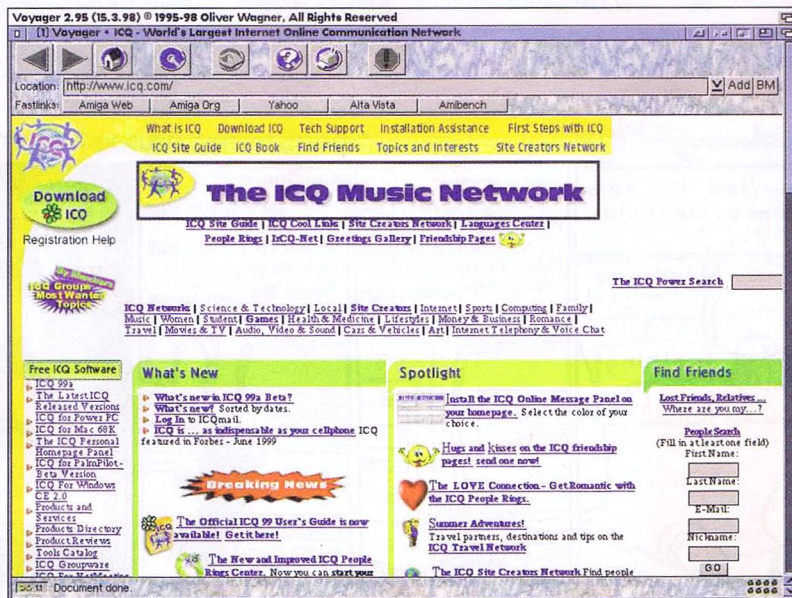 Voyager 2.95 (15.3.98) © 1995-98 Oliver Wagner, All Rights Reserved
[1] Voyager • ICQ - World's Largest Internet Online Communication Network
Location: http://www.icq.com/ Add BM
Fastlinks: Amiga Web Amiga Org Yahoo Alta Vista Amibench
What is ICQ Download ICQ Tech Support Installation Assistance First Steps with ICQ
ICQ Site Guide ICQ Book Find Friends Topics and Interests Site Creators Network
Download ICQ
Registration Help
The ICQ Music Network
ICQ Site Guide | ICQ Cool Links | Site Creators Network | Languages Center |
People Rings | IrCQ-Net | Greetings Gallery | Friendship Pages
ICQ Groups
Most Wanted
Topics
The ICQ Power Search
ICQ Networks | Science & Technology | Local | Site Creators | Internet | Sports | Computing | Family |
Music | Women | Student | Games | Health & Medicine | Lifestyles | Money & Business | Romance |
Travel | Movies & TV | Audio, Video & Sound | Cars & Vehicles | Art | Internet Telephony & Voice Chat
Free ICQ Software
ICQ 99a
The Latest ICQ
Released Versions
ICQ for Power PC
ICQ for Mac 68K
The ICQ Personal
Homepage Panel
ICQ for PalmPilot-
Beta Version
ICQ For Windows
CE 2.0
Products and
Services
Products Directory
Product Reviews
Tools Catalog
ICQ Groupware
ICQ For NetMeeting
What's New
What's new in ICQ 99a Beta?
What's new! Sorted by dates.
Log In to ICQmail.
ICQ is ... as indispensable as your cellphone ICQ
featured in Forbes - June 1999
Breaking News
The Official ICQ 99 User's Guide is now
available! Get it here!
The New and Improved ICQ People
Rings Center. Now you can start your
Spotlight
Install the ICQ Online Message Panel on
your homepage. Select the color of your
choice.
Hugs and kisses on the ICQ friendship
pages! send one now!
The LOVE Connection - Get Romantic with
the ICQ People Rings.
Summer Adventures!
Travel partners, destinations and tips on the
ICQ Travel Network
The ICQ Site Creators Network Find people
Find Friends
Lost Friends, Relatives ...
Where are you my...?
People Search
(Fill in at least one field)
First Name:
Last Name:
E-Mail:
Nickname:
GO
Document done.